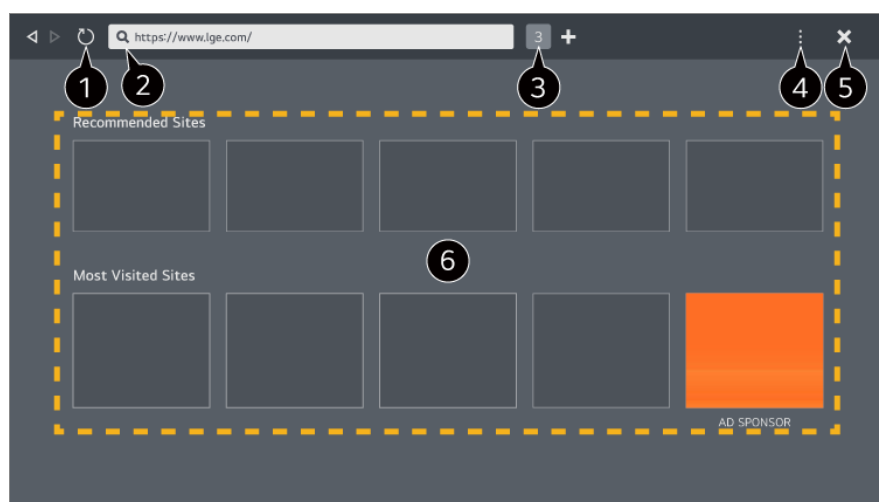 https://www.lge.com/ 3
1 2 3 4 5
Recommended Sites
6
Most Visited Sites
AD SPONSOR